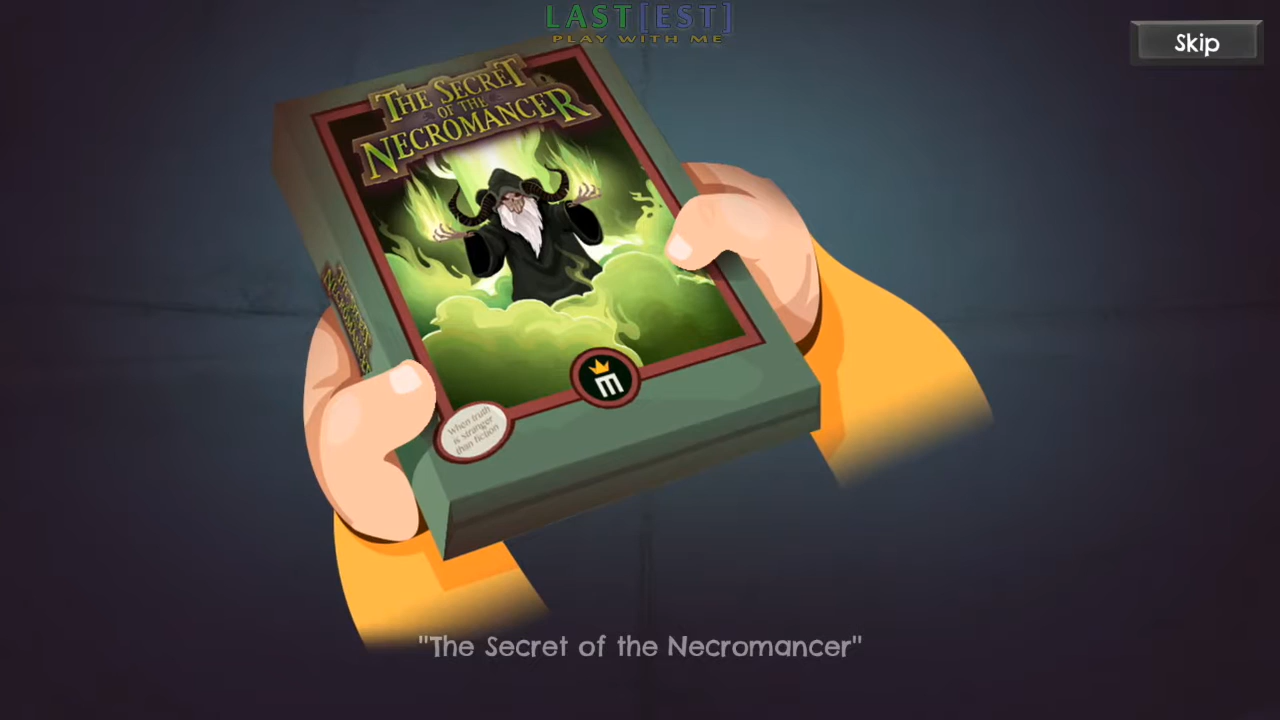 LAST[EST]
PLAY WITH ME
Skip
THE SECRET
OF THE
NECROMANCER
When truth
is stranger
than fiction
"The Secret of the Necromancer"